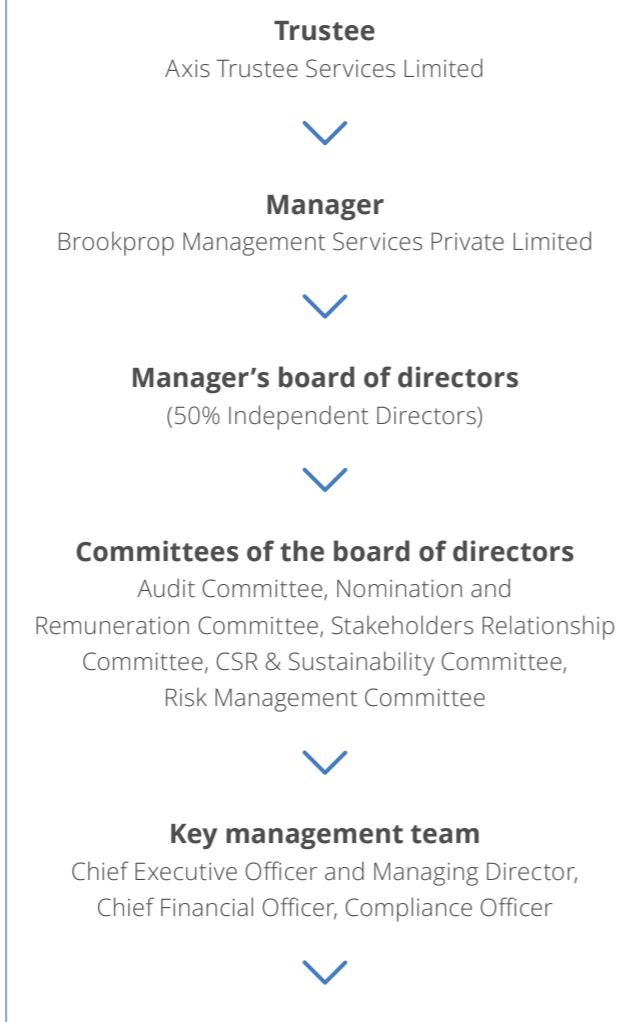 Trustee
Axis Trustee Services Limited
Manager
Brookprop Management Services Private Limited
Manager’s board of directors
(50% Independent Directors)
Committees of the board of directors
Audit Committee, Nomination and
Remuneration Committee, Stakeholders Relationship
Committee, CSR & Sustainability Committee,
Risk Management Committee
Key management team
Chief Executive Officer and Managing Director,
Chief Financial Officer, Compliance Officer